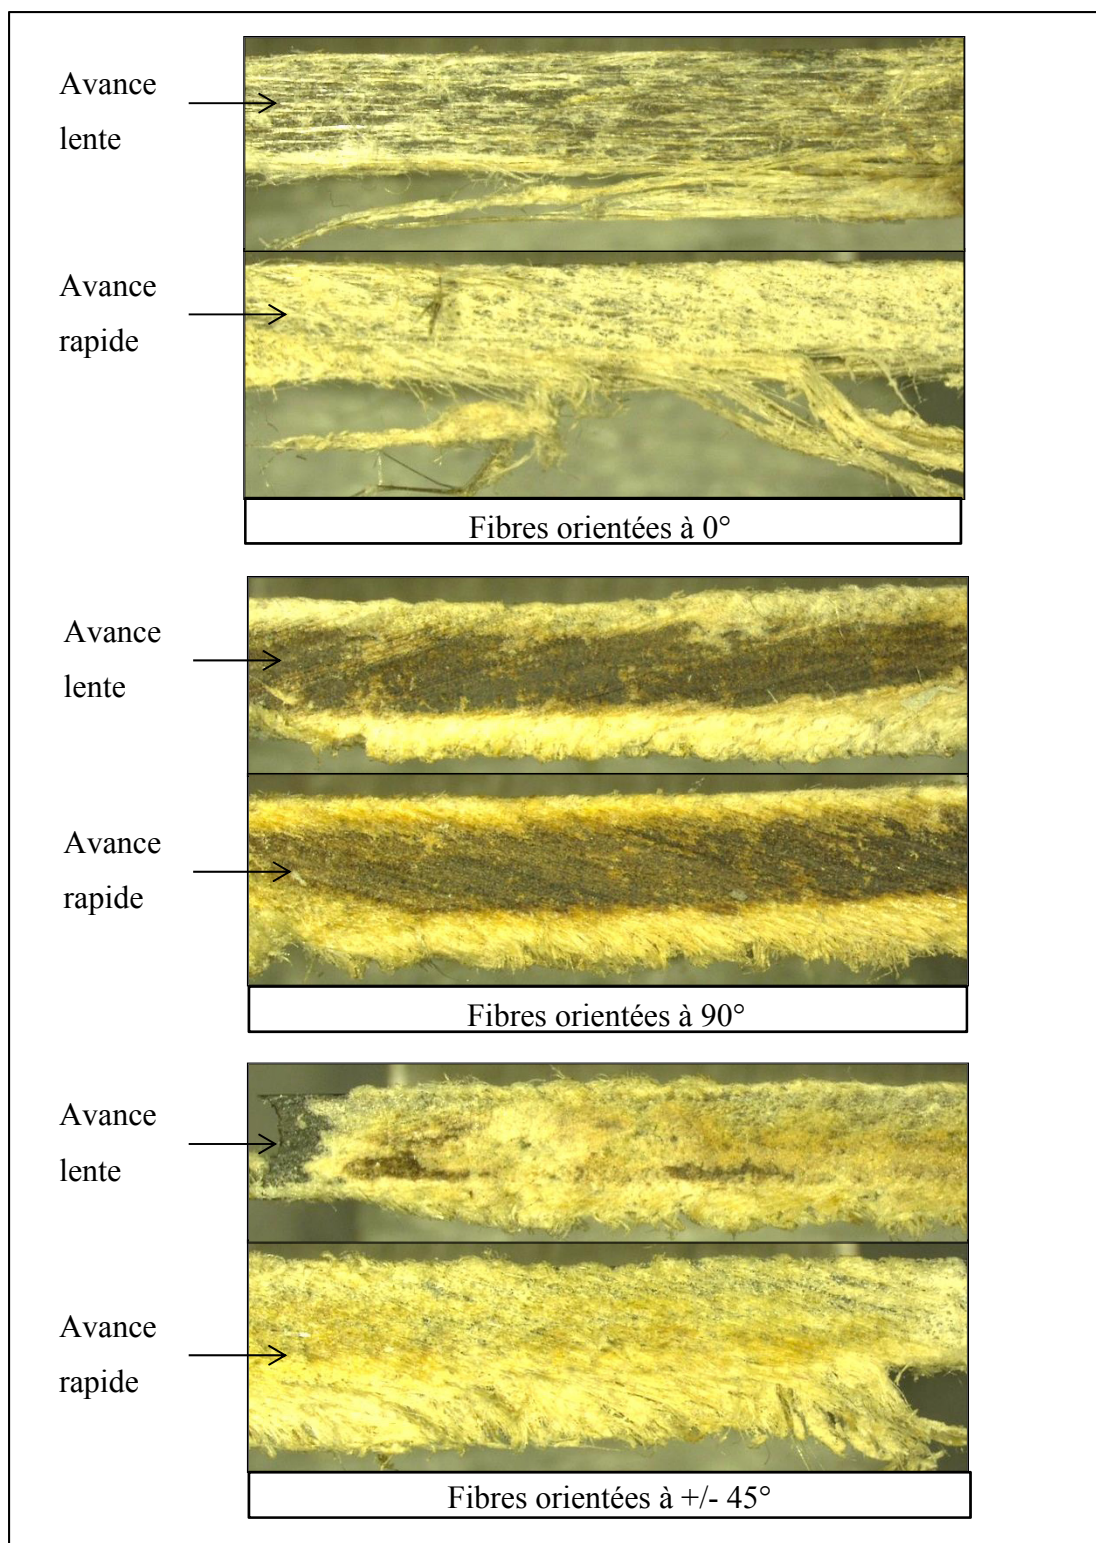 Avance
lente
Avance
rapide
Fibres orientées à 0°
Avance
lente
Avance
rapide
Fibres orientées à 90°
Avance
lente
Avance
rapide
Fibres orientées à +/- 45°